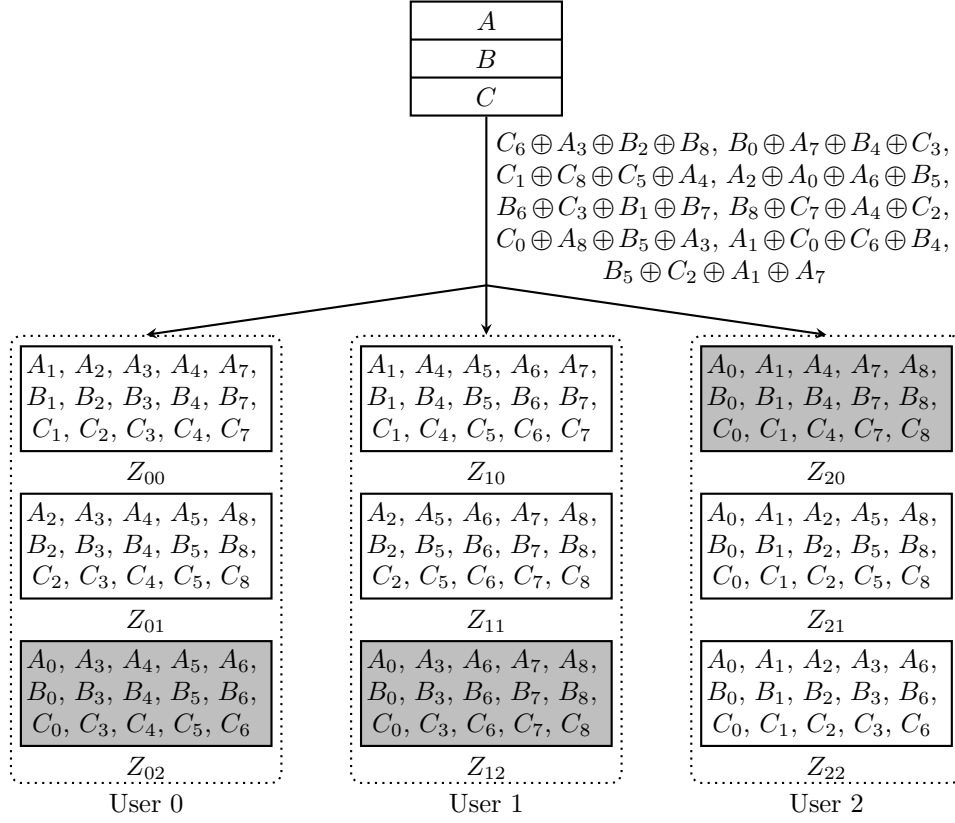 A
B
C
C₆ ⊕ A₃ ⊕ B₂ ⊕ B₈, B₀ ⊕ A₇ ⊕ B₄ ⊕ C₃,
C₁ ⊕ C₈ ⊕ C₅ ⊕ A₄, A₂ ⊕ A₀ ⊕ A₆ ⊕ B₅,
B₆ ⊕ C₃ ⊕ B₁ ⊕ B₇, B₈ ⊕ C₇ ⊕ A₄ ⊕ C₂,
C₀ ⊕ A₈ ⊕ B₅ ⊕ A₃, A₁ ⊕ C₀ ⊕ C₆ ⊕ B₄,
B₅ ⊕ C₂ ⊕ A₁ ⊕ A₇
A₁, A₂, A₃, A₄, A₇,
B₁, B₂, B₃, B₄, B₇,
C₁, C₂, C₃, C₄, C₇
Z₀₀
A₂, A₃, A₄, A₅, A₈,
B₂, B₃, B₄, B₅, B₈,
C₂, C₃, C₄, C₅, C₈
Z₀₁
A₀, A₃, A₄, A₅, A₆,
B₀, B₃, B₄, B₅, B₆,
C₀, C₃, C₄, C₅, C₆
Z₀₂
User 0
A₁, A₄, A₅, A₆, A₇,
B₁, B₄, B₅, B₆, B₇,
C₁, C₄, C₅, C₆, C₇
Z₁₀
A₂, A₅, A₆, A₇, A₈,
B₂, B₅, B₆, B₇, B₈,
C₂, C₅, C₆, C₇, C₈
Z₁₁
A₀, A₃, A₆, A₇, A₈,
B₀, B₃, B₆, B₇, B₈,
C₀, C₃, C₆, C₇, C₈
Z₁₂
User 1
A₀, A₁, A₄, A₇, A₈,
B₀, B₁, B₄, B₇, B₈,
C₀, C₁, C₄, C₇, C₈
Z₂₀
A₀, A₁, A₂, A₅, A₈,
B₀, B₁, B₂, B₅, B₈,
C₀, C₁, C₂, C₅, C₈
Z₂₁
A₀, A₁, A₂, A₃, A₆,
B₀, B₁, B₂, B₃, B₆,
C₀, C₁, C₂, C₃, C₆
Z₂₂
User 2